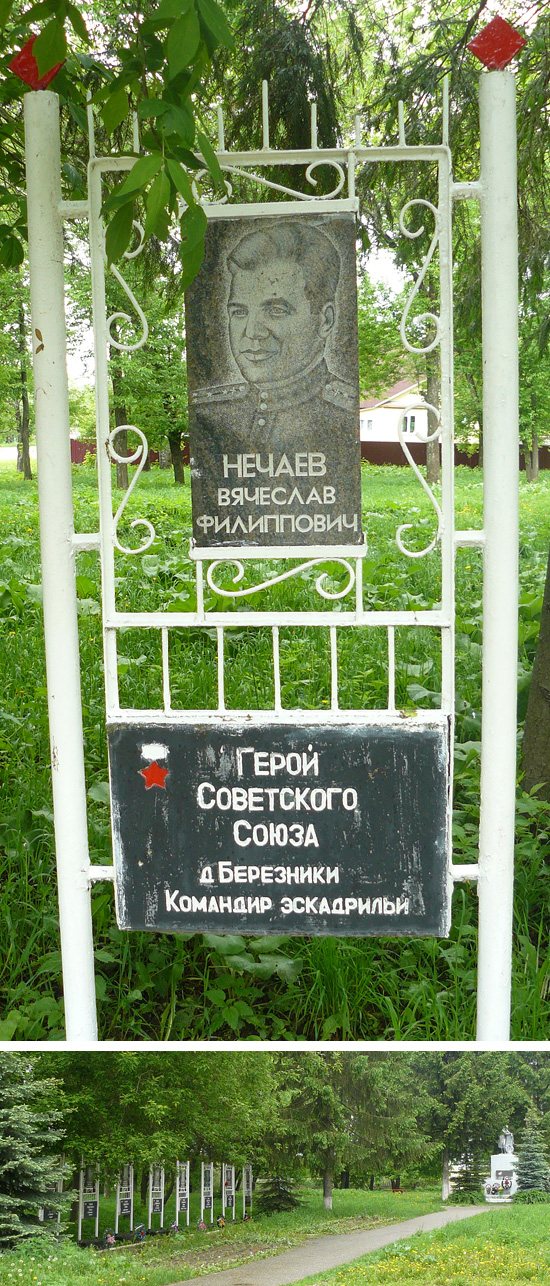 НЕЧАЕВ
ВЯЧЕСЛАВ
ФИЛИППОВИЧ
ГЕРОЙ
СОВЕТСКОГО
СОЮЗА
д БЕРЕЗНИКИ
КОМАНДИР ЭСКАДРИЛЬИ